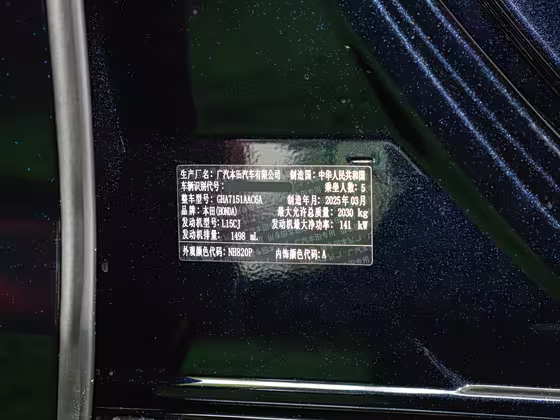 生产厂名：广汽本田汽车有限公司 制造国：中华人民共和国
车辆识别代号： 乘坐人数：5
整车型号：GHA7151AAC6A 制造年月：2025年03月
品牌：本田(HONDA) 最大允许总质量：2030 kg
发动机型号：L15CJ 发动机最大净功率：141 kW
发动机排量：1498 mL
外观颜色代码：NH820P 内饰颜色代码：A